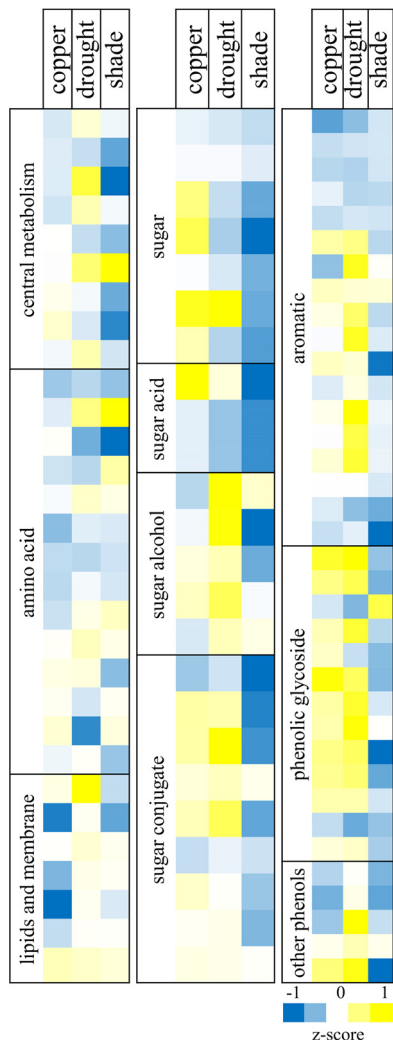 copper
drought
shade
central metabolism
amino acid
lipids and membrane
copper
drought
shade
sugar
sugar acid
sugar alcohol
sugar conjugate
copper
drought
shade
aromatic
phenolic glycoside
other phenols
-1 0 1
z-score